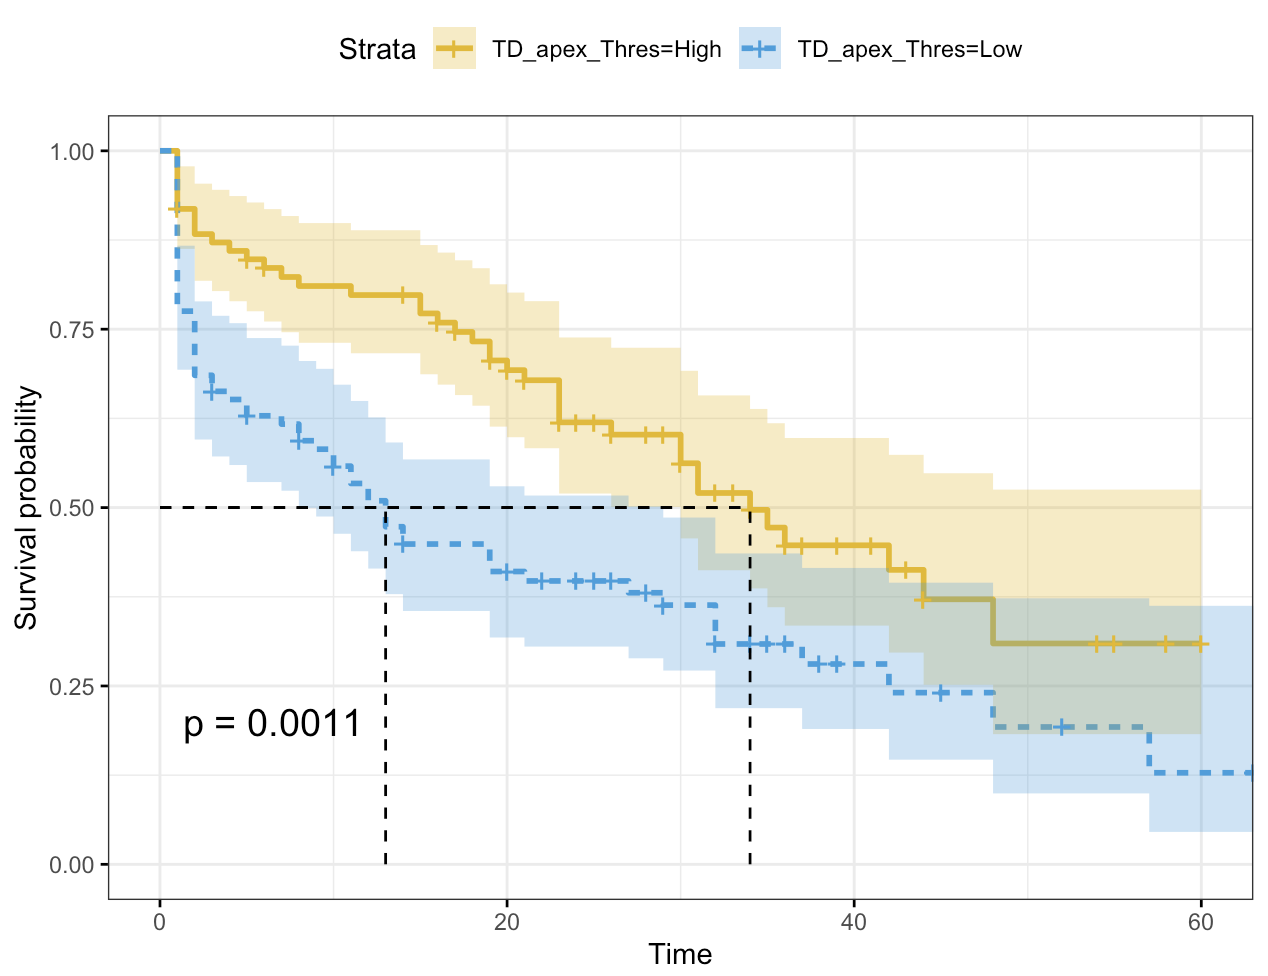 Strata TD_apex_Thres=High TD_apex_Thres=Low
Survival probability
1.00
0.75
0.50
0.25
0.00
p = 0.0011
0 20 40 60
Time